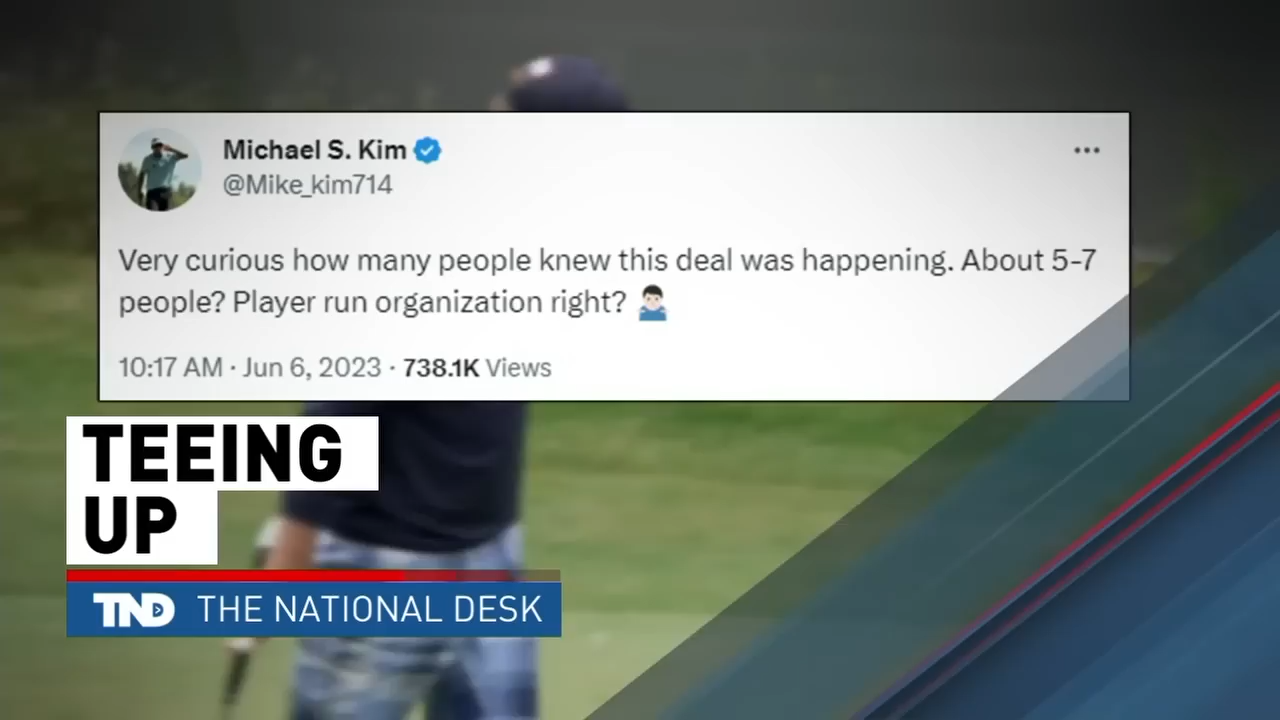 Michael S. Kim
@Mike_kim714
Very curious how many people knew this deal was happening. About 5-7
people? Player run organization right? 🤷🏻‍♂️
10:17 AM · Jun 6, 2023 · 738.1K Views
TEEING
UP
TND THE NATIONAL DESK